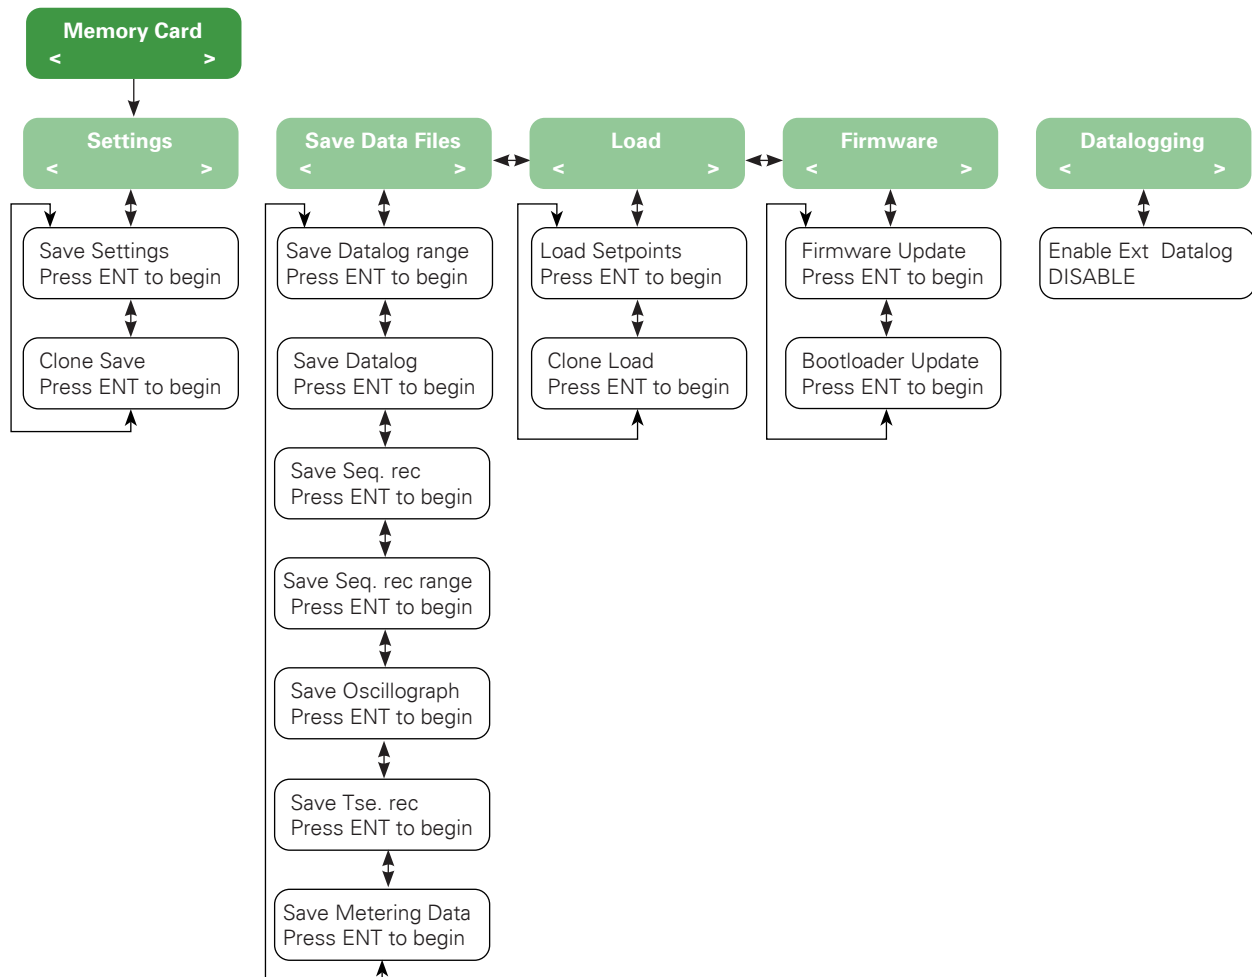 Memory Card
< >
Settings
< >
Save Settings
Press ENT to begin
Clone Save
Press ENT to begin
Save Data Files
< >
Save Datalog range
Press ENT to begin
Save Datalog
Press ENT to begin
Save Seq. rec
Press ENT to begin
Save Seq. rec range
Press ENT to begin
Save Oscillograph
Press ENT to begin
Save Tse. rec
Press ENT to begin
Save Metering Data
Press ENT to begin
Load
< >
Load Setpoints
Press ENT to begin
Clone Load
Press ENT to begin
Firmware
< >
Firmware Update
Press ENT to begin
Bootloader Update
Press ENT to begin
Datalogging
< >
Enable Ext Datalog
DISABLE